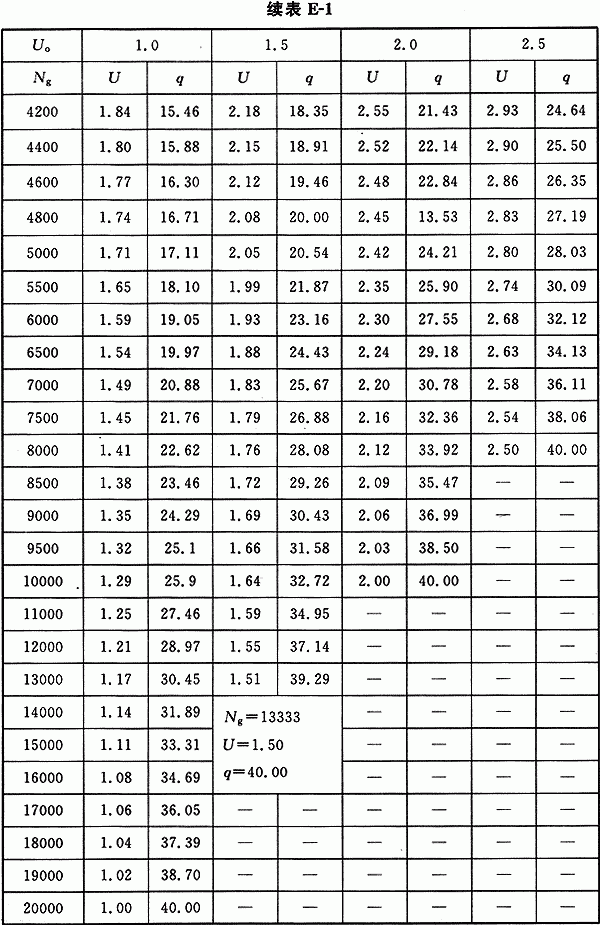 续表 E-1
U₀ 1.0 1.5 2.0 2.5
Ng U q U q U q U q
4200 1.84 15.46 2.18 18.35 2.55 21.43 2.93 24.64
4400 1.80 15.88 2.15 18.91 2.52 22.14 2.90 25.50
4600 1.77 16.30 2.12 19.46 2.48 22.84 2.86 26.35
4800 1.74 16.71 2.08 20.00 2.45 13.53 2.83 27.19
5000 1.71 17.11 2.05 20.54 2.42 24.21 2.80 28.03
5500 1.65 18.10 1.99 21.87 2.35 25.90 2.74 30.09
6000 1.59 19.05 1.93 23.16 2.30 27.55 2.68 32.12
6500 1.54 19.97 1.88 24.43 2.24 29.18 2.63 34.13
7000 1.49 20.88 1.83 25.67 2.20 30.78 2.58 36.11
7500 1.45 21.76 1.79 26.88 2.16 32.36 2.54 38.06
8000 1.41 22.62 1.76 28.08 2.12 33.92 2.50 40.00
8500 1.38 23.46 1.72 29.26 2.09 35.47 — —
9000 1.35 24.29 1.69 30.43 2.06 36.99 — —
9500 1.32 25.1 1.66 31.58 2.03 38.50 — —
10000 1.29 25.9 1.64 32.72 2.00 40.00 — —
11000 1.25 27.46 1.59 34.95 — — — —
12000 1.21 28.97 1.55 37.14 — — — —
13000 1.17 30.45 1.51 39.29 — — — —
14000 1.14 31.89 Ng=13333 — — — —
15000 1.11 33.31 U=1.50 — — — —
16000 1.08 34.69 q=40.00 — — — —
17000 1.06 36.05 — — — — — —
18000 1.04 37.39 — — — — — —
19000 1.02 38.70 — — — — — —
20000 1.00 40.00 — — — — — —